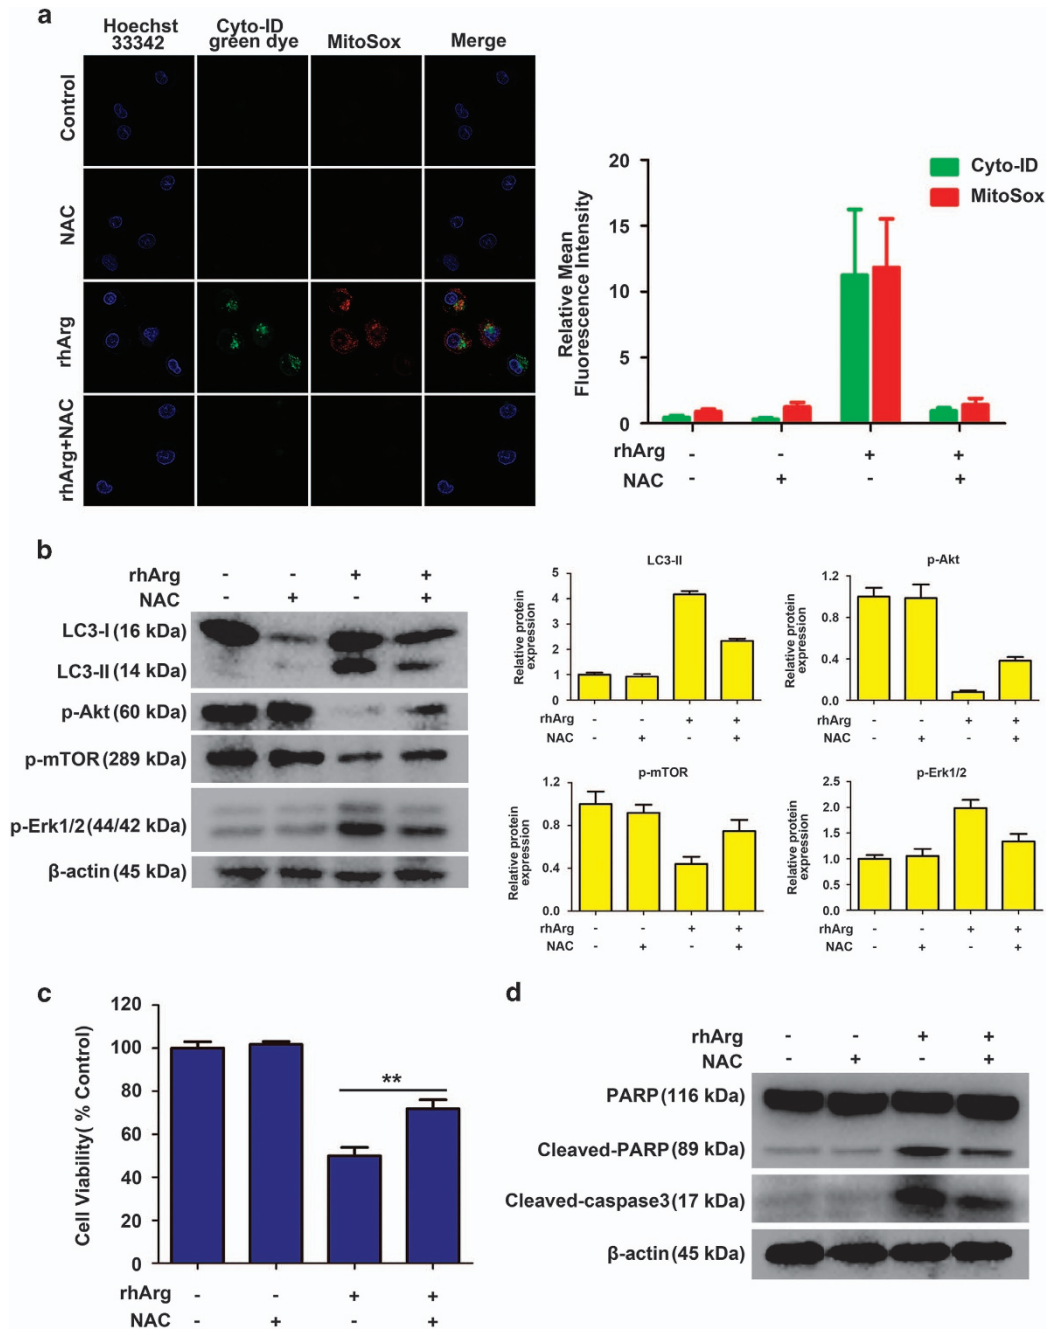 a
Hoechst 33342
Cyto-ID green dye
MitoSox
Merge
Control
NAC
rhArg
rhArg+NAC
Relative Mean Fluorescence Intensity
20
15
10
5
0
Cyto-ID
MitoSox
rhArg - - + +
NAC - + - +
b
rhArg - - + +
NAC - + - +
LC3-I (16 kDa)
LC3-II (14 kDa)
p-Akt (60 kDa)
p-mTOR (289 kDa)
p-Erk1/2 (44/42 kDa)
β-actin (45 kDa)
LC3-II
Relative protein expression
5
4
3
2
1
0
rhArg - - + +
NAC - + - +
p-Akt
Relative protein expression
1.2
0.8
0.4
0.0
rhArg - - + +
NAC - + - +
p-mTOR
Relative protein expression
1.2
0.8
0.4
0.0
rhArg - - + +
NAC - + - +
p-Erk1/2
Relative protein expression
2.5
2.0
1.5
1.0
0.5
0.0
rhArg - - + +
NAC - + - +
c
Cell Viability( % Control)
120
100
80
60
40
20
0
**
rhArg - - + +
NAC - + - +
d
rhArg - - + +
NAC - + - +
PARP (116 kDa)
Cleaved-PARP (89 kDa)
Cleaved-caspase3 (17 kDa)
β-actin (45 kDa)